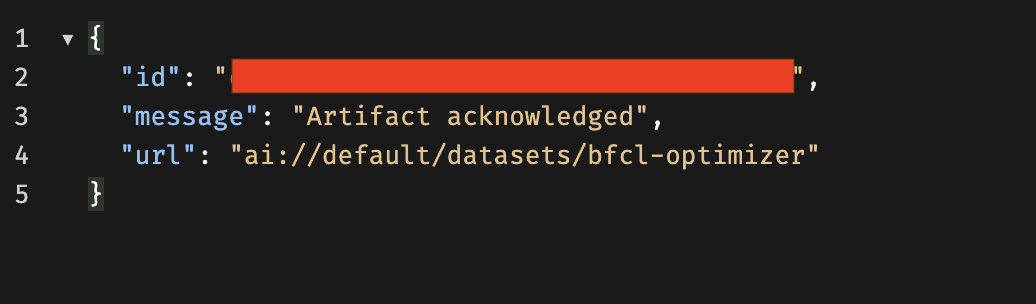 1 ▼ {
2 "id": "",
3 "message": "Artifact acknowledged",
4 "url": "ai://default/datasets/bfcl-optimizer"
5 }